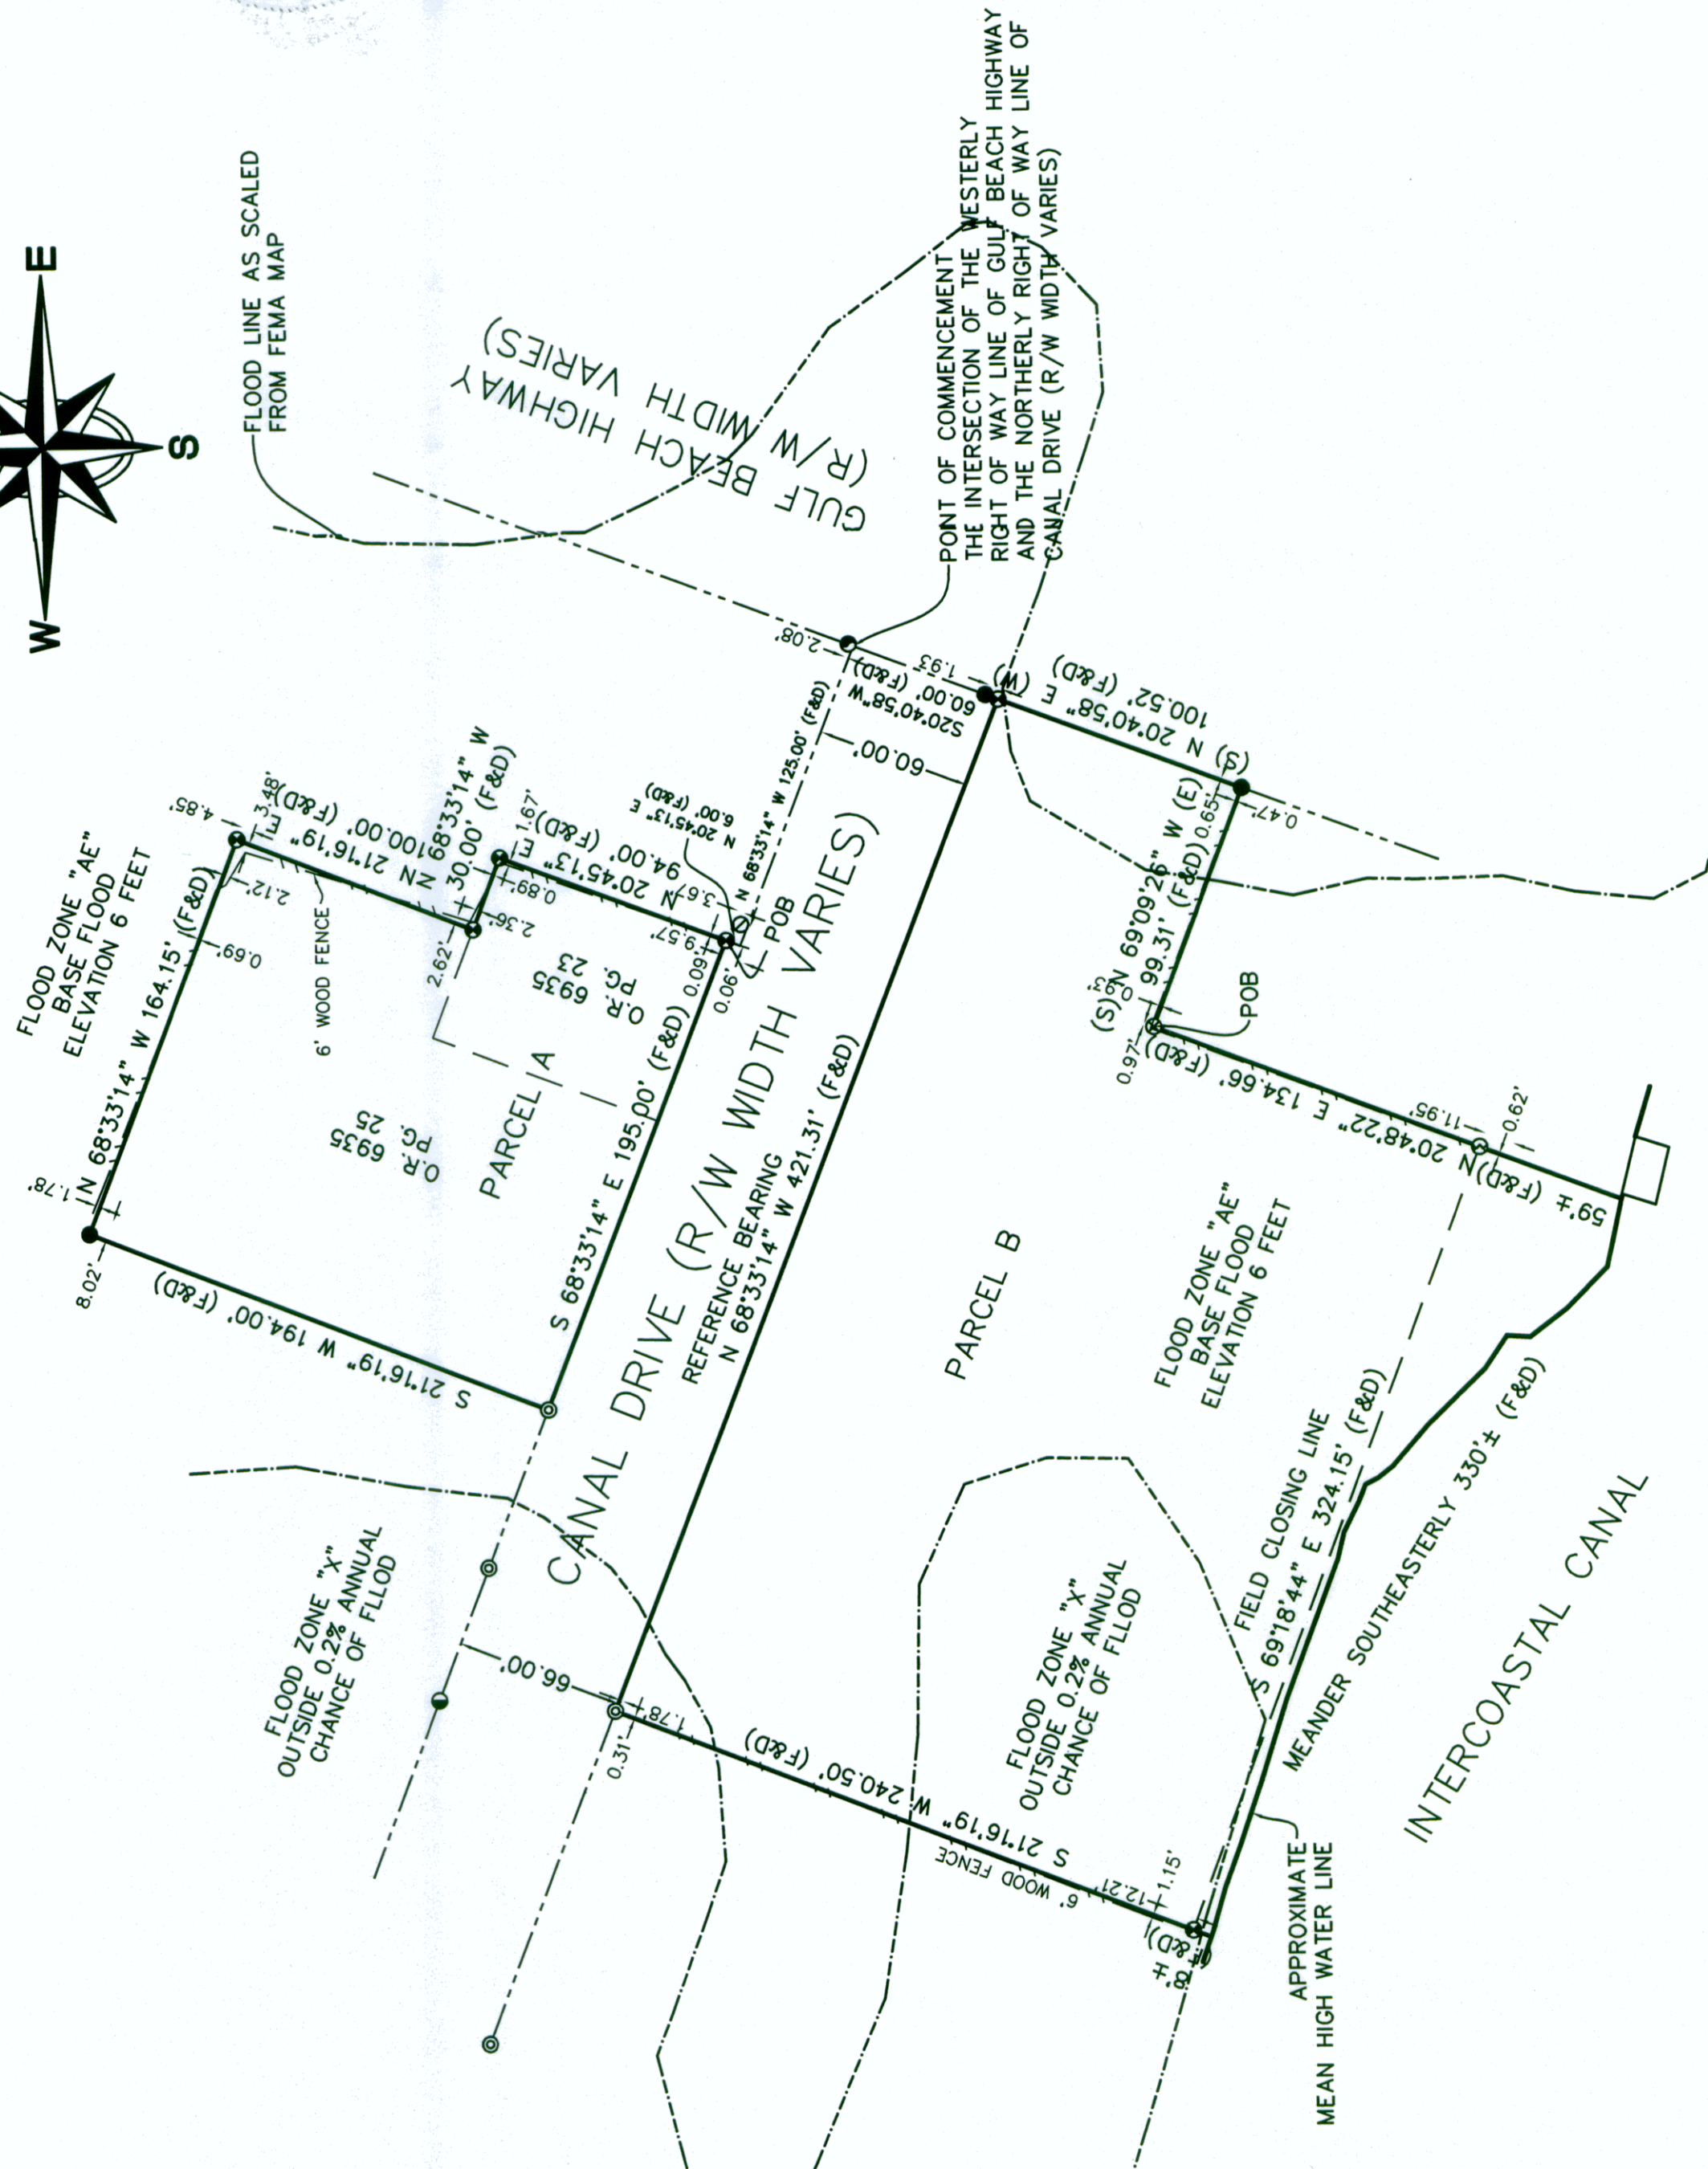 E
W
S
FLOOD LINE AS SCALED
FROM FEMA MAP
GULF BEACH HIGHWAY
(R/W WIDTH VARIES)
POINT OF COMMENCEMENT
THE INTERSECTION OF THE WESTERLY
RIGHT OF WAY LINE OF GULF BEACH HIGHWAY
AND THE NORTHERLY RIGHT OF WAY LINE OF
CANAL DRIVE (R/W WIDTH VARIES)
FLOOD ZONE "AE"
BASE FLOOD
ELEVATION 6 FEET
N 68°33'14" W 164.15' (F&D)
4.85'
3.48'
2.12'
0.69'
1.78'
8.02'
6' WOOD FENCE
N 21°16'19" E
100.00' (F&D)
N 68°33'14" W
30.00' (F&D)
1.67'
0.89'
2.36'
2.62'
N 20°45'13" E
94.00' (F&D)
N 20°45'13" E
6.00' (F&D)
3.67'
9.57'
0.09'
0.06'
POB
N 68°33'14" W 125.00' (F&D)
2.08'
S20°40'58"W
60.00' (F&D)
1.93'
60.00'
O.R. 6935
PG. 23
O.R. 6935
PG. 25
PARCEL A
S 68°33'14" E 195.00' (F&D)
S 21°16'19" W 194.00' (F&D)
CANAL DRIVE (R/W WIDTH VARIES)
REFERENCE BEARING
N 68°33'14" W 421.31' (F&D)
(S) N 20°40'58" E (W)
100.52' (F&D)
(S) N 69°09'26" W (E)
99.31' (F&D)
0.65'
0.47'
0.93'
0.97'
POB
N 20°48'22" E 134.66' (F&D)
11.95'
0.62'
59'± (F&D)
PARCEL B
FLOOD ZONE "AE"
BASE FLOOD
ELEVATION 6 FEET
FLOOD ZONE "X"
OUTSIDE 0.2% ANNUAL
CHANCE OF FLLOD
66.00'
0.31'
1.78'
S 21°16'19" W 240.50' (F&D)
6' WOOD FENCE
12.21'
1.15'
8'± (F&D)
FLOOD ZONE "X"
OUTSIDE 0.2% ANNUAL
CHANCE OF FLLOD
FIELD CLOSING LINE
S 69°18'44" E 324.15' (F&D)
MEANDER SOUTHEASTERLY 330'± (F&D)
INTERCOASTAL CANAL
APPROXIMATE
MEAN HIGH WATER LINE